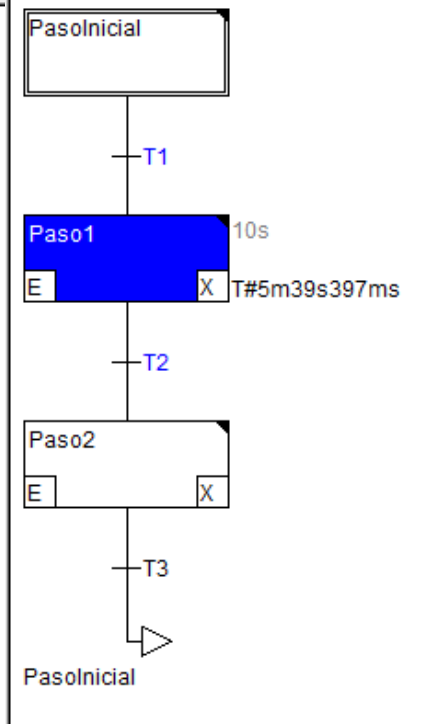 PasoInicial
T1
Paso1
10s
E
X
T#5m39s397ms
T2
Paso2
E
X
T3
PasoInicial